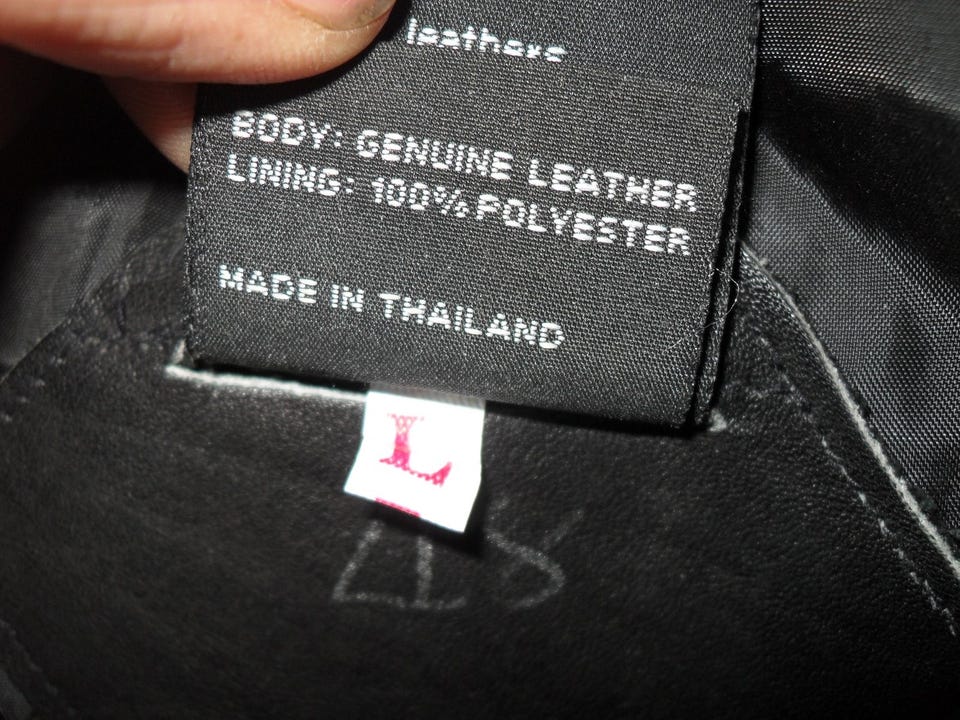 leathers
BODY: GENUINE LEATHER
LINING: 100% POLYESTER
MADE IN THAILAND
L